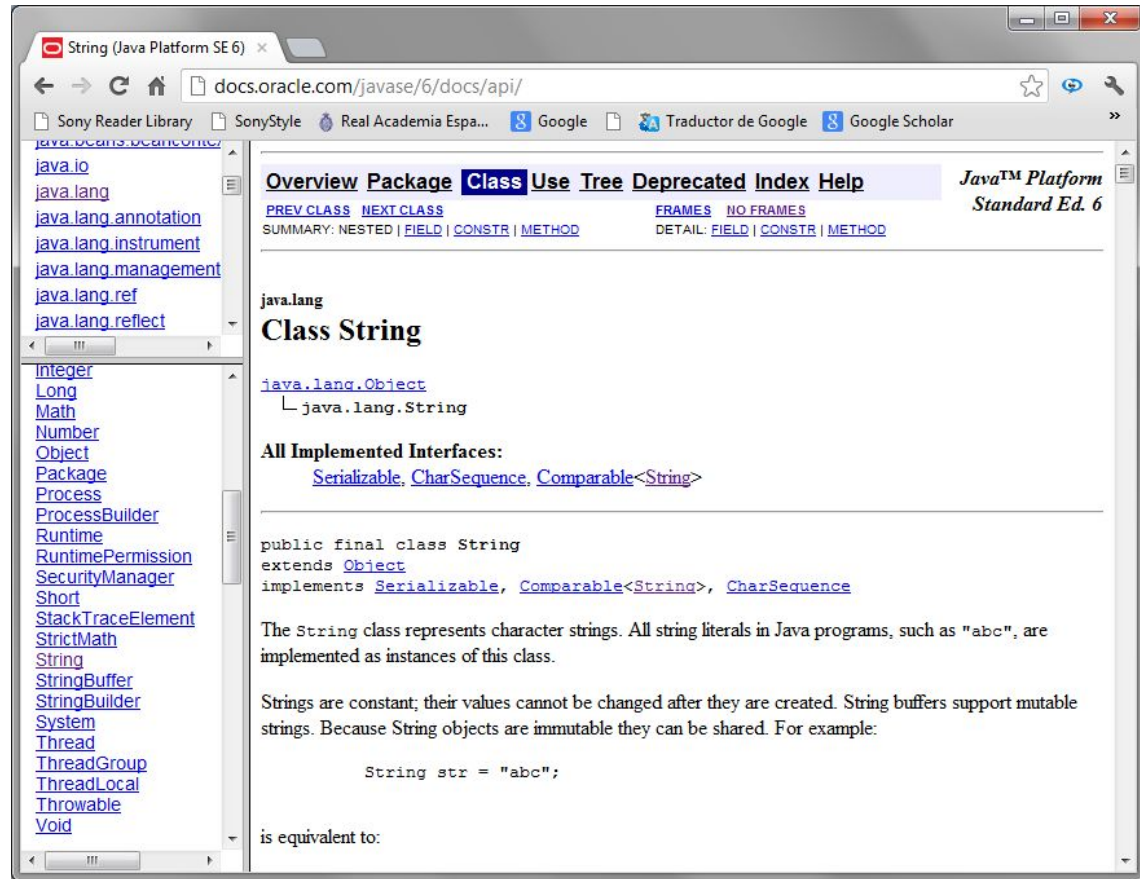 String (Java Platform SE 6)
docs.oracle.com/javase/6/docs/api/
Sony Reader Library SonyStyle Real Academia Espa... Google Traductor de Google Google Scholar »
java.beans.beanconte
java.io
java.lang
java.lang.annotation
java.lang.instrument
java.lang.management
java.lang.ref
java.lang.reflect
Integer
Long
Math
Number
Object
Package
Process
ProcessBuilder
Runtime
RuntimePermission
SecurityManager
Short
StackTraceElement
StrictMath
String
StringBuffer
StringBuilder
System
Thread
ThreadGroup
ThreadLocal
Throwable
Void
Overview Package Class Use Tree Deprecated Index Help
Java™ Platform
Standard Ed. 6
PREV CLASS NEXT CLASS FRAMES NO FRAMES
SUMMARY: NESTED | FIELD | CONSTR | METHOD DETAIL: FIELD | CONSTR | METHOD
java.lang
Class String
java.lang.Object
java.lang.String
All Implemented Interfaces:
Serializable, CharSequence, Comparable<String>
public final class String
extends Object
implements Serializable, Comparable<String>, CharSequence
The String class represents character strings. All string literals in Java programs, such as "abc", are
implemented as instances of this class.
Strings are constant; their values cannot be changed after they are created. String buffers support mutable
strings. Because String objects are immutable they can be shared. For example:
String str = "abc";
is equivalent to: